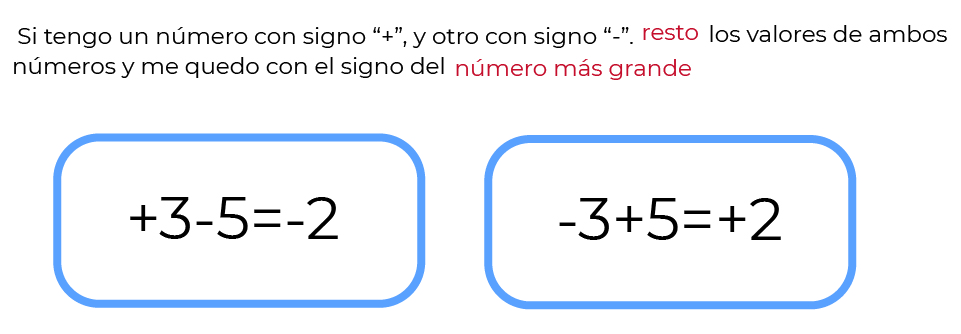 Si tengo un número con signo “+”, y otro con signo “-”. resto los valores de ambos
números y me quedo con el signo del número más grande
+3-5=-2
-3+5=+2